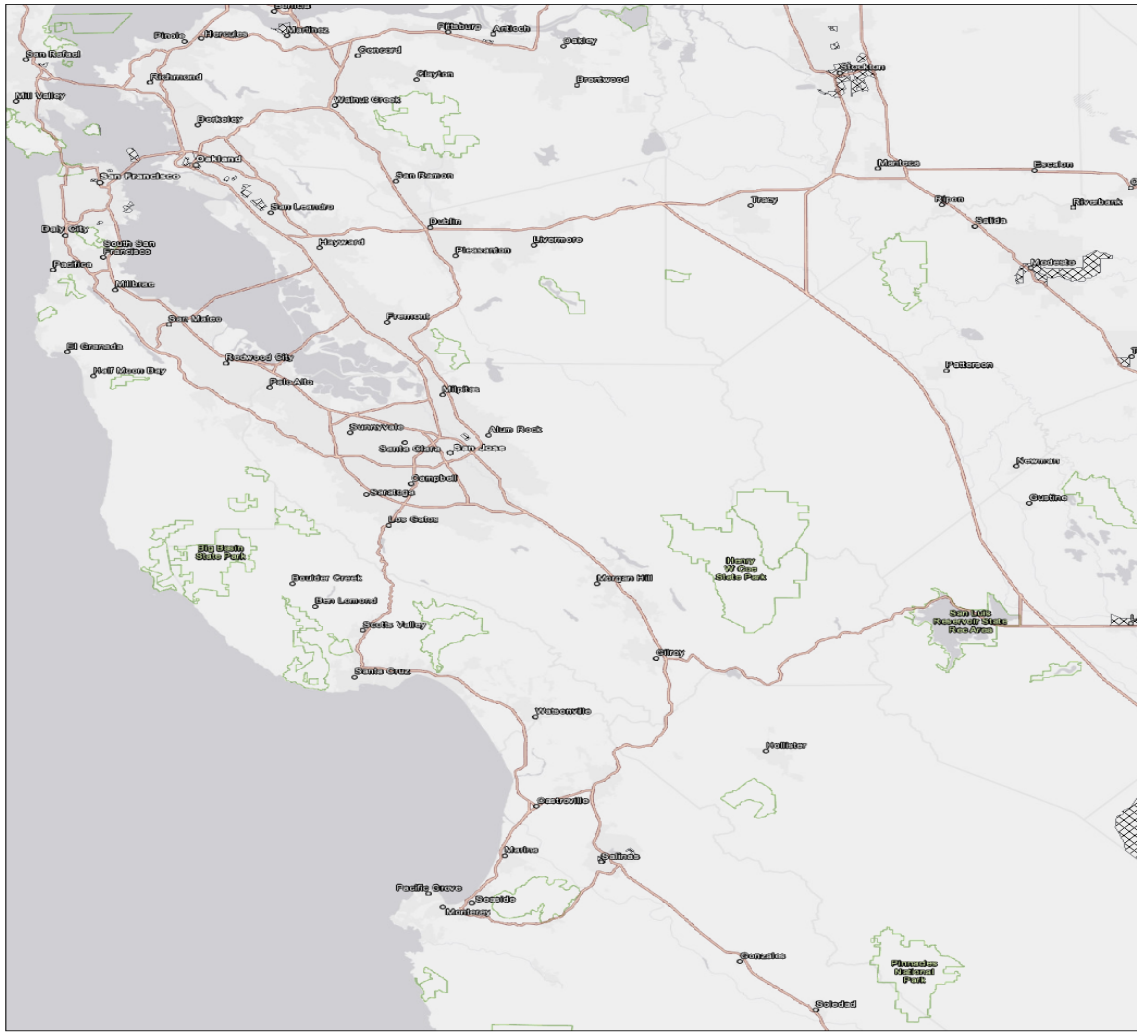 Martinez
Pittsburg
Antioch
Pinole
Hercules
Oakley
Concord
San Rafael
Stockton
Richmond
Clayton
Brentwood
Mill Valley
Walnut Creek
Berkeley
Oakland
Manteca
Escalon
San Francisco
San Ramon
San Leandro
Tracy
Ripon
Riverbank
Dublin
Salida
Daly City
Hayward
Livermore
South San
Francisco
Pleasanton
Pacifica
Modesto
Millbrae
San Mateo
Fremont
El Granada
Redwood City
Half Moon Bay
Palo Alto
Milpitas
Patterson
Sunnyvale
Alum Rock
Santa Clara
San Jose
Newman
Campbell
Saratoga
Gustine
Los Gatos
Big Basin
State Park
Henry
W Coe
State Park
Boulder Creek
Morgan Hill
Ben Lomond
San Luis
Reservoir State
Rec Area
Scotts Valley
Gilroy
Santa Cruz
Watsonville
Hollister
Castroville
Marina
Salinas
Pacific Grove
Seaside
Monterey
Gonzales
Pinnacles
National
Park
Soledad